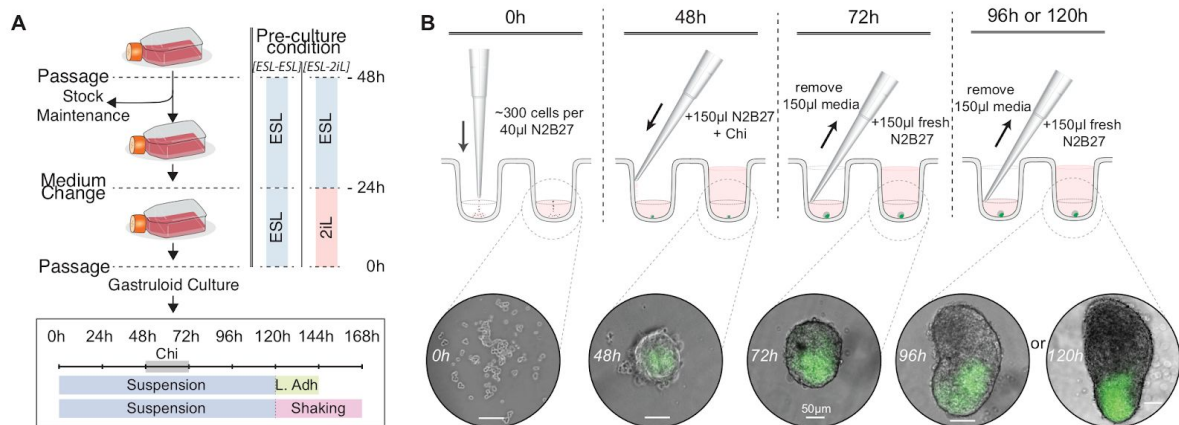 A
Passage
Stock
Maintenance
Medium
Change
Passage
Pre-culture
condition
[ESL-ESL] [ESL-2iL]
- 48h
ESL
ESL
- 24h
ESL
2iL
0h
Gastruloid Culture
0h 24h 48h 72h 96h 120h 144h 168h
Chi
Suspension L. Adh
Suspension Shaking
B
0h
48h
72h
96h or 120h
~300 cells per
40µl N2B27
+150µl N2B27
+ Chi
remove
150µl media
+150µl fresh
N2B27
remove
150µl media
+150µl fresh
N2B27
0h
48h
72h
50µm
96h
or
120h